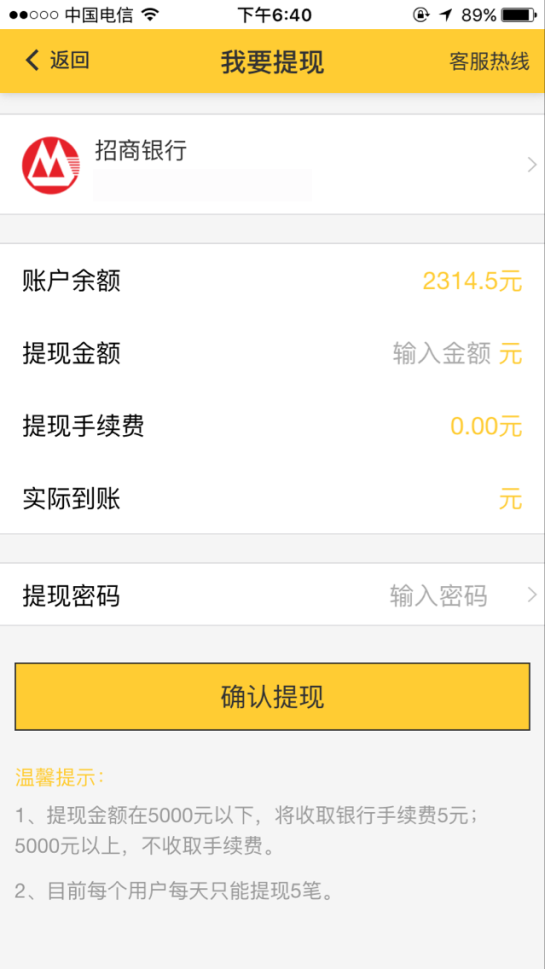 中国电信 下午6:40 89%
返回 我要提现 客服热线
招商银行
账户余额 2314.5元
提现金额 输入金额 元
提现手续费 0.00元
实际到账 元
提现密码 输入密码
确认提现
温馨提示：
1、提现金额在5000元以下，将收取银行手续费5元；
5000元以上，不收取手续费。
2、目前每个用户每天只能提现5笔。